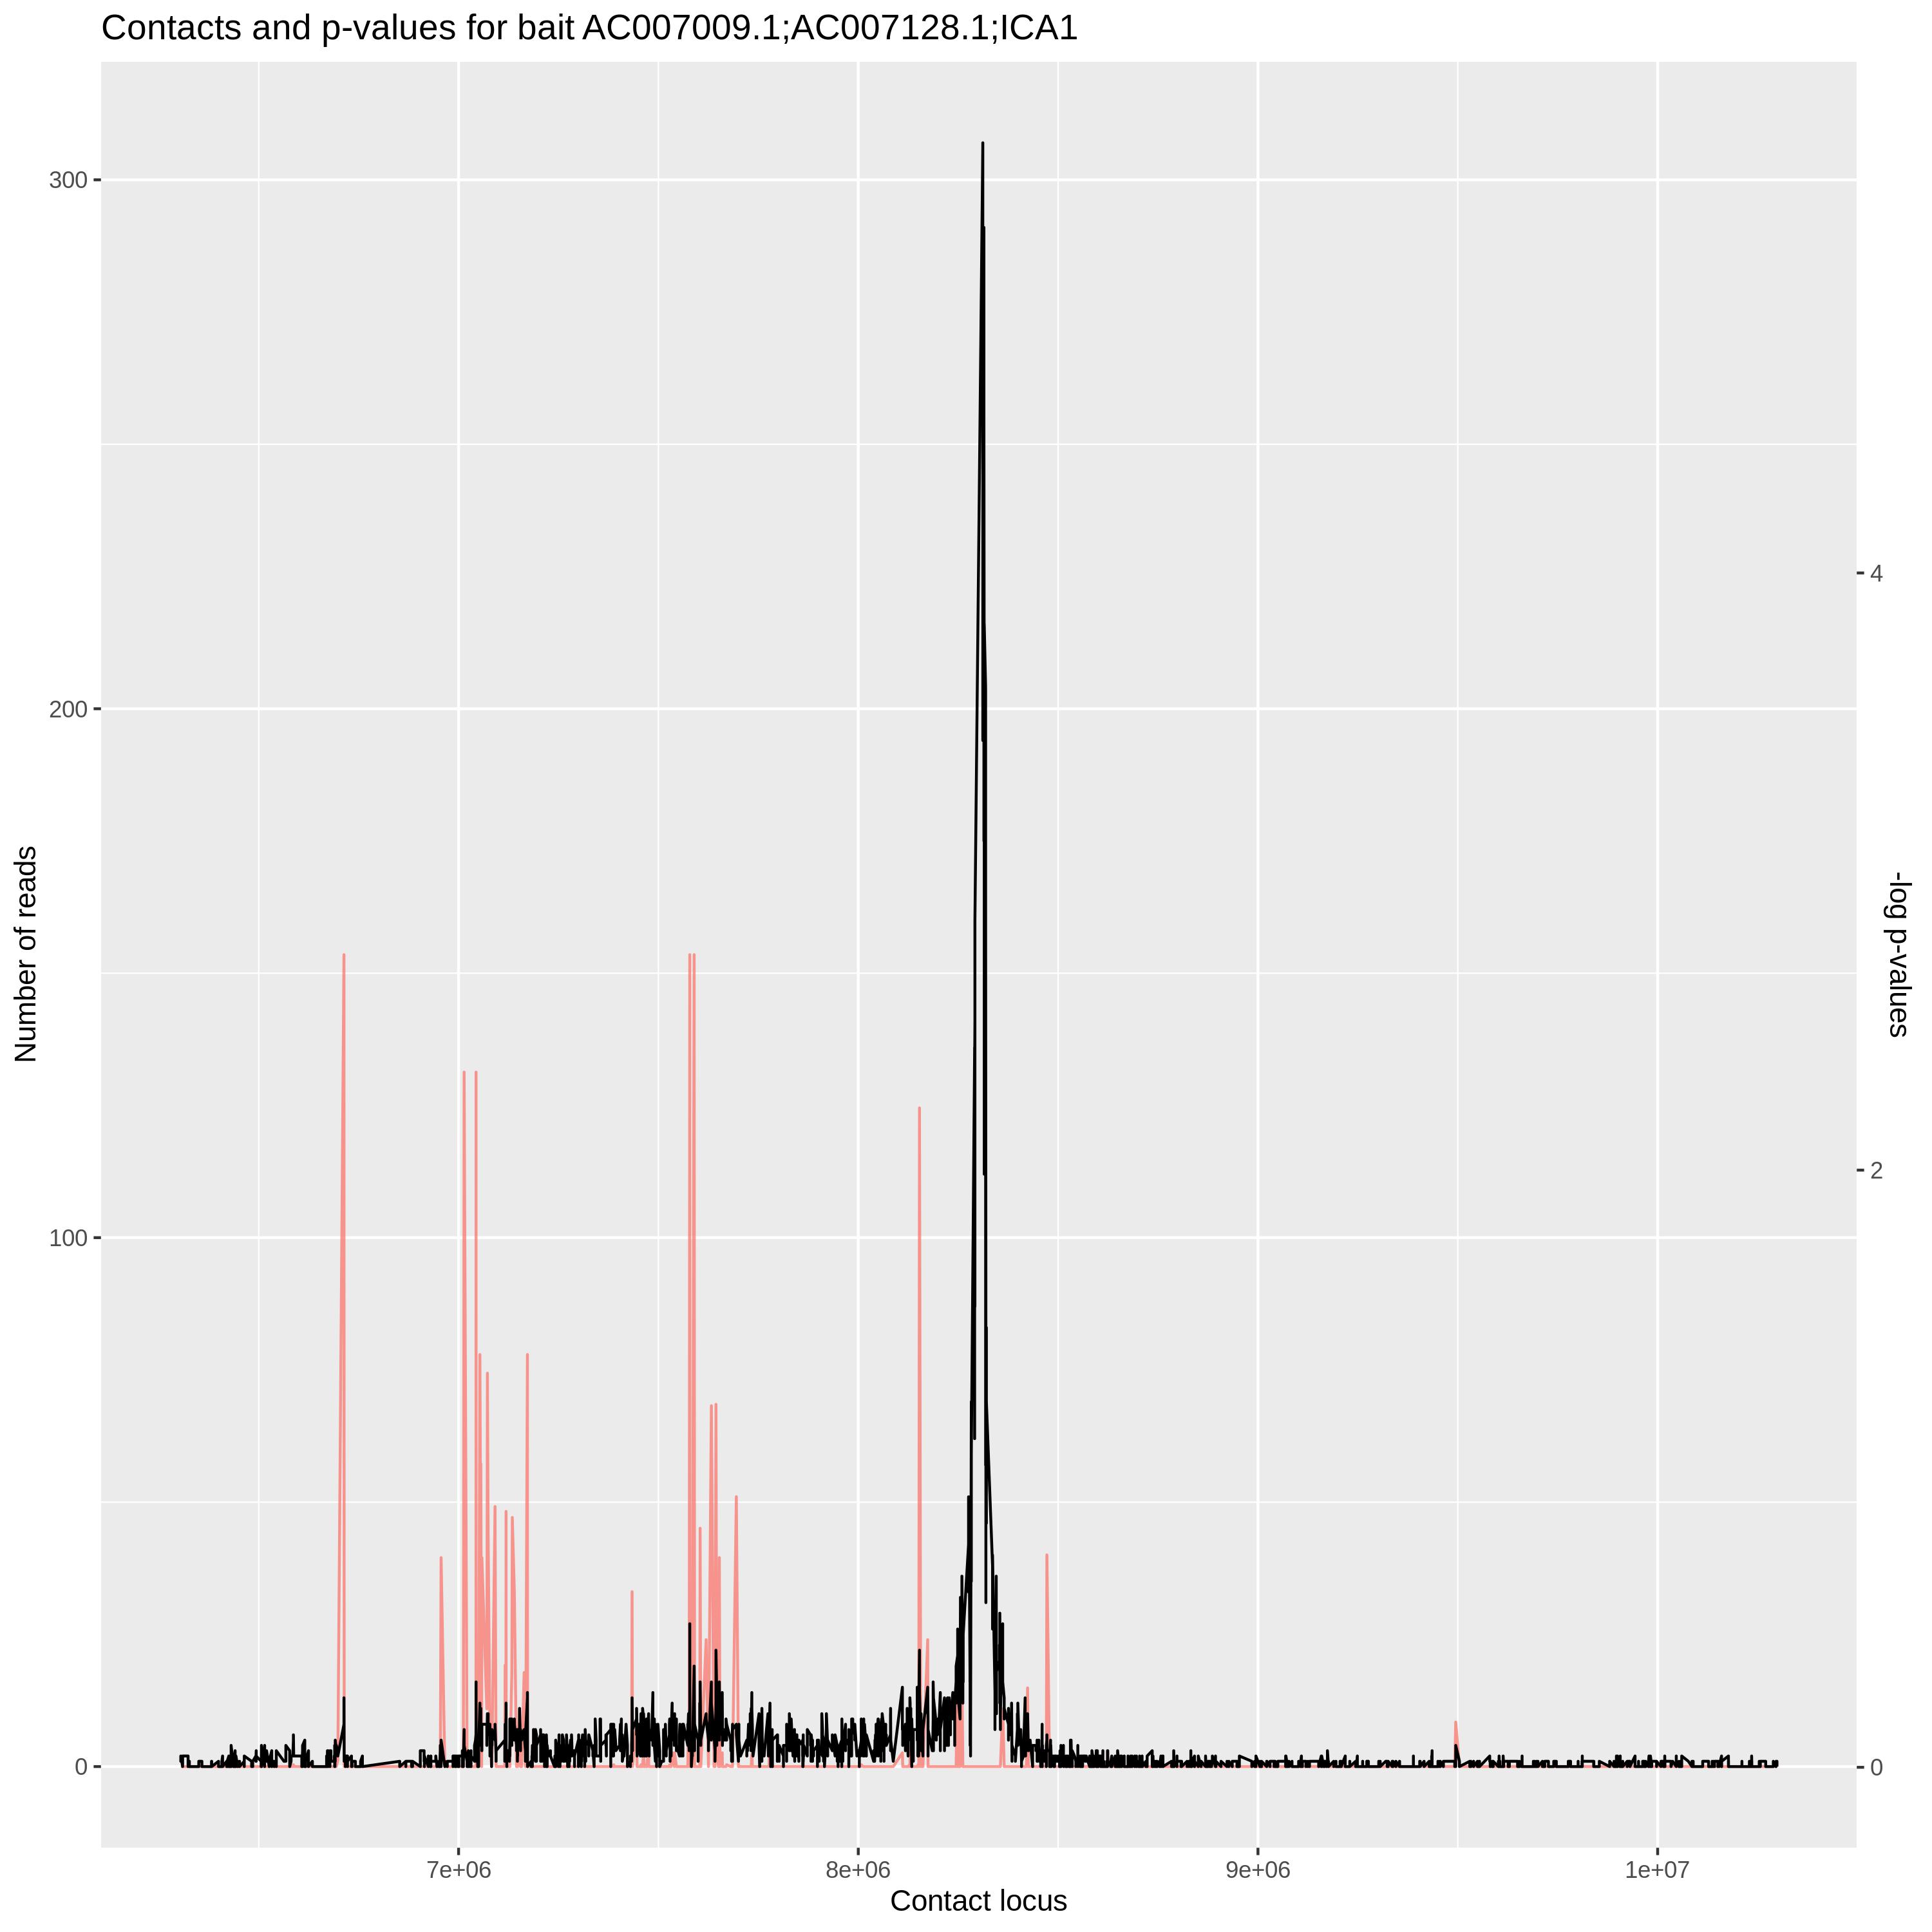 Contacts and p-values for bait AC007009.1;AC007128.1;ICA1
300
200
100
0
Number of reads
4
2
0
-log p-values
7e+06
8e+06
9e+06
1e+07
Contact locus